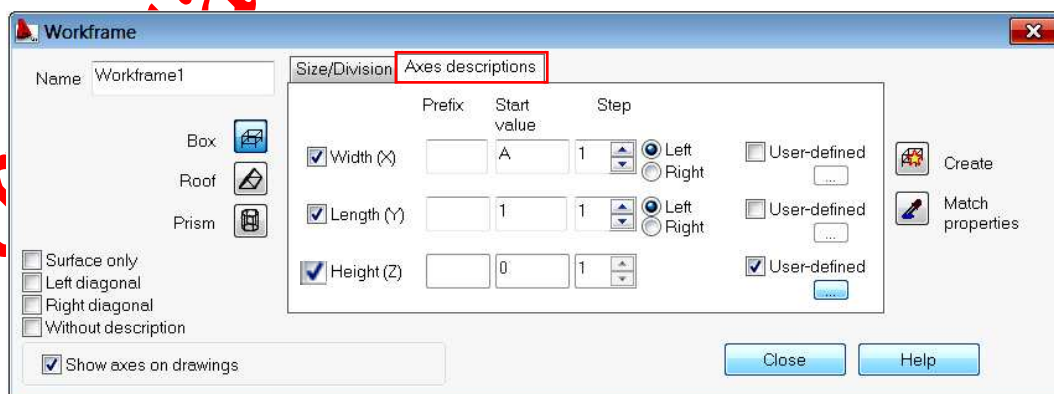 Workframe
Name Workframe1
Size/Division Axes descriptions
Prefix Start value Step
Box
Roof
Prism
Width (X) A 1 Left Right User-defined ...
Length (Y) 1 1 Left Right User-defined ...
Height (Z) 0 1 User-defined ...
Create
Match properties
Surface only
Left diagonal
Right diagonal
Without description
Show axes on drawings
Close Help